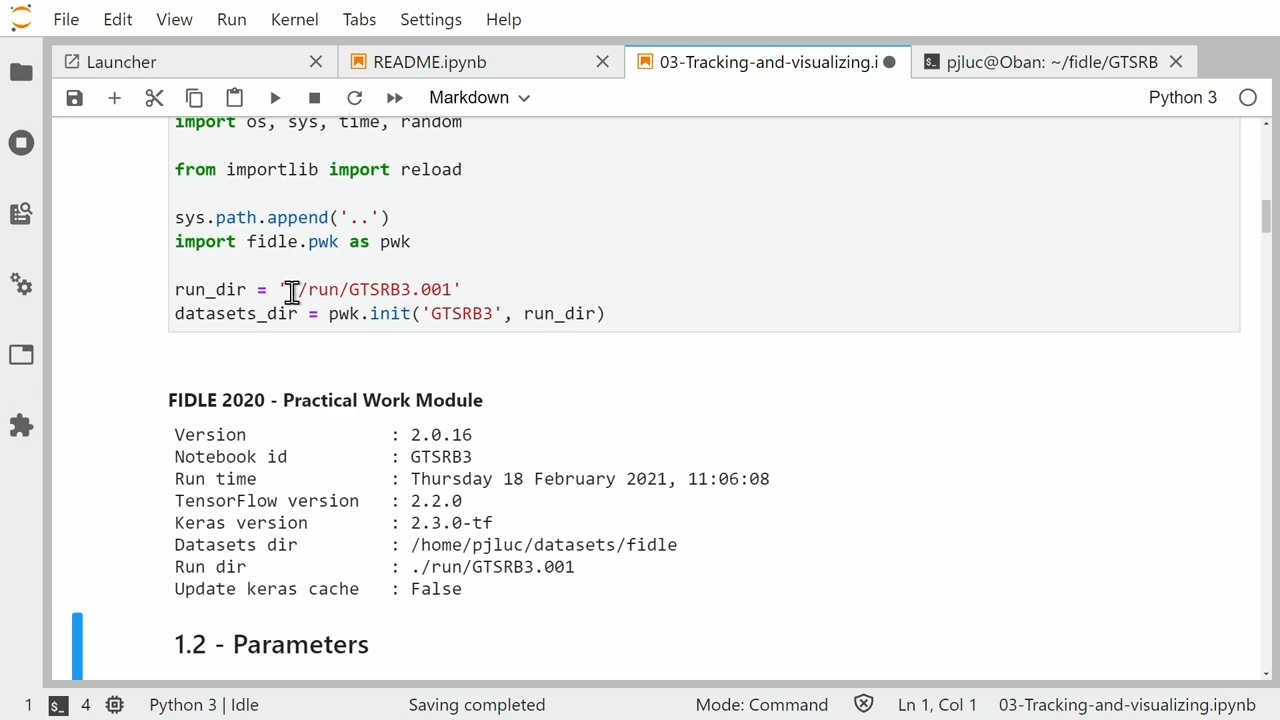 File Edit View Run Kernel Tabs Settings Help
Launcher README.ipynb 03-Tracking-and-visualizing.i pjluc@Oban: ~/fidle/GTSRB
Markdown Python 3
import os, sys, time, random
from importlib import reload
sys.path.append('..')
import fidle.pwk as pwk
run_dir = './run/GTSRB3.001'
datasets_dir = pwk.init('GTSRB3', run_dir)
FIDLE 2020 - Practical Work Module
Version : 2.0.16
Notebook id : GTSRB3
Run time : Thursday 18 February 2021, 11:06:08
TensorFlow version : 2.2.0
Keras version : 2.3.0-tf
Datasets dir : /home/pjluc/datasets/fidle
Run dir : ./run/GTSRB3.001
Update keras cache : False
1.2 - Parameters
1 $_ 4 Python 3 | Idle Saving completed Mode: Command Ln 1, Col 1 03-Tracking-and-visualizing.ipynb